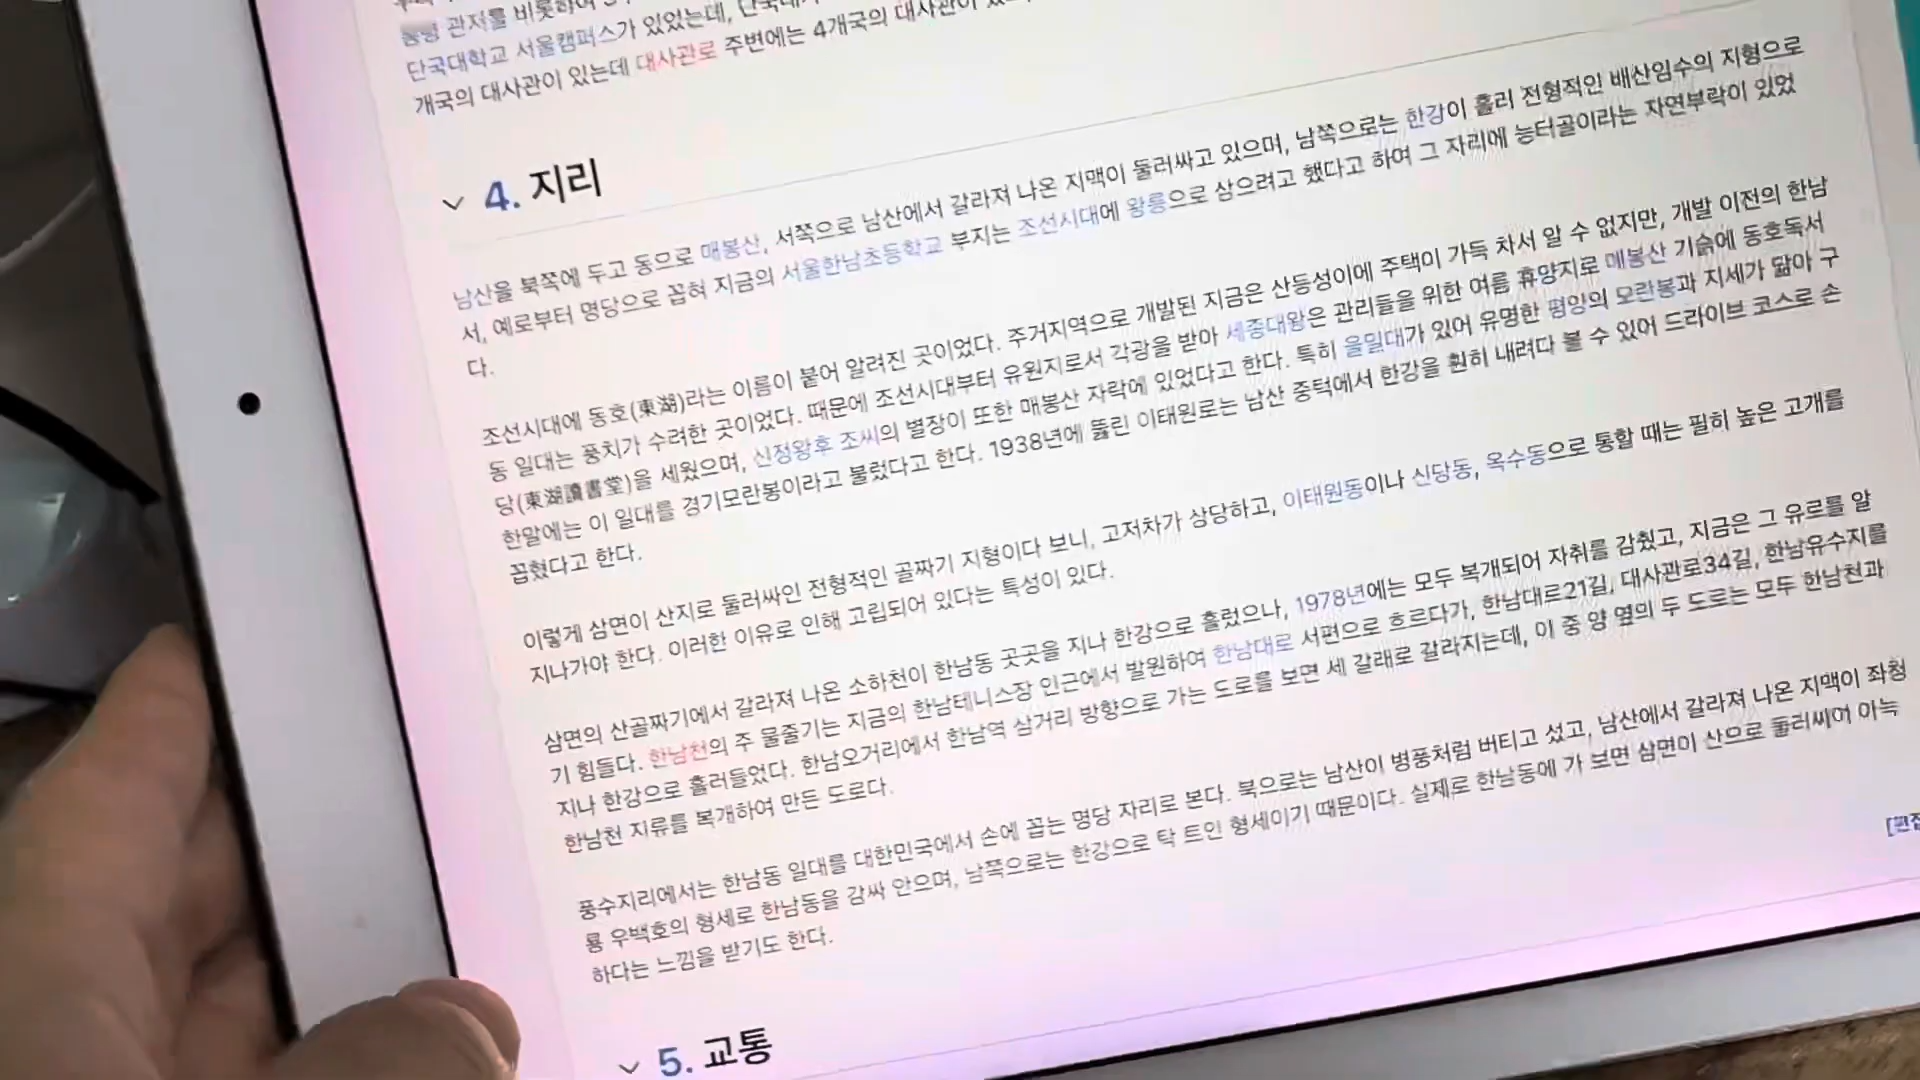 관저를 비롯하여
단국대학교 서울캠퍼스가 있었는데,
개국의 대사관이 있는데 대사관로 주변에는 4개국의 대사관이
4. 지리
남산을 북쪽에 두고 동으로 매봉산, 서쪽으로 남산에서 갈라져 나온 지맥이 둘러싸고 있으며, 남쪽으로는 한강이 흘러 전형적인 배산임수의 지형으로
서, 예로부터 명당으로 꼽혀 지금의 서울한남초등학교 부지는 조선시대에 왕릉으로 삼으려고 했다고 하여 그 자리에 능터골이라는 자연부락이 있었
다.
조선시대에 동호(東湖)라는 이름이 붙어 알려진 곳이었다. 주거지역으로 개발된 지금은 산등성이에 주택이 가득 차서 알 수 없지만, 개발 이전의 한남
동 일대는 풍치가 수려한 곳이었다. 때문에 조선시대부터 유원지로서 각광을 받아 세종대왕은 관리들을 위한 여름 휴양지로 매봉산 기슭에 동호독서
당(東湖讀書堂)을 세웠으며, 신정왕후 조씨의 별장이 또한 매봉산 자락에 있었다고 한다. 특히 을밀대가 있어 유명한 평양의 모란봉과 지세가 닮아 구
한말에는 이 일대를 경기모란봉이라고 불렀다고 한다. 1938년에 뚫린 이태원로는 남산 중턱에서 한강을 훤히 내려다 볼 수 있어 드라이브 코스로 손
꼽혔다고 한다.
이렇게 삼면이 산지로 둘러싸인 전형적인 골짜기 지형이다 보니, 고저차가 상당하고, 이태원동이나 신당동, 옥수동으로 통할 때는 필히 높은 고개를
지나가야 한다. 이러한 이유로 인해 고립되어 있다는 특성이 있다.
삼면의 산골짜기에서 갈라져 나온 소하천이 한남동 곳곳을 지나 한강으로 흘렀으나, 1978년에는 모두 복개되어 자취를 감췄고, 지금은 그 유로를 알
기 힘들다. 한남천의 주 물줄기는 지금의 한남테니스장 인근에서 발원하여 한남대로 서편으로 흐르다가, 한남대로21길, 대사관로34길, 한남유수지를
지나 한강으로 흘러들었다. 한남오거리에서 한남역 삼거리 방향으로 가는 도로를 보면 세 갈래로 갈라지는데, 이 중 양 옆의 두 도로는 모두 한남천과
한남천 지류를 복개하여 만든 도로다.
풍수지리에서는 한남동 일대를 대한민국에서 손에 꼽는 명당 자리로 본다. 북으로는 남산이 병풍처럼 버티고 섰고, 남산에서 갈라져 나온 지맥이 좌청
룡 우백호의 형세로 한남동을 감싸 안으며, 남쪽으로는 한강으로 탁 트인 형세이기 때문이다. 실제로 한남동에 가 보면 삼면이 산으로 둘러싸여 아늑
하다는 느낌을 받기도 한다.
[편집
5. 교통